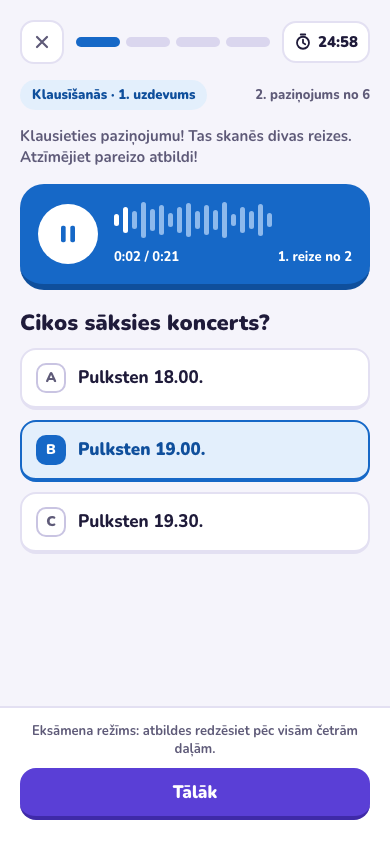 24:58
Klausīšanās · 1. uzdevums
2. paziņojums no 6
Klausieties paziņojumu! Tas skanēs divas reizes.
Atzīmējiet pareizo atbildi!
0:02 / 0:21
1. reize no 2
Cikos sāksies koncerts?
A Pulksten 18.00.
B Pulksten 19.00.
C Pulksten 19.30.
Eksāmena režīms: atbildes redzēsiet pēc visām četrām
daļām.
Tālāk